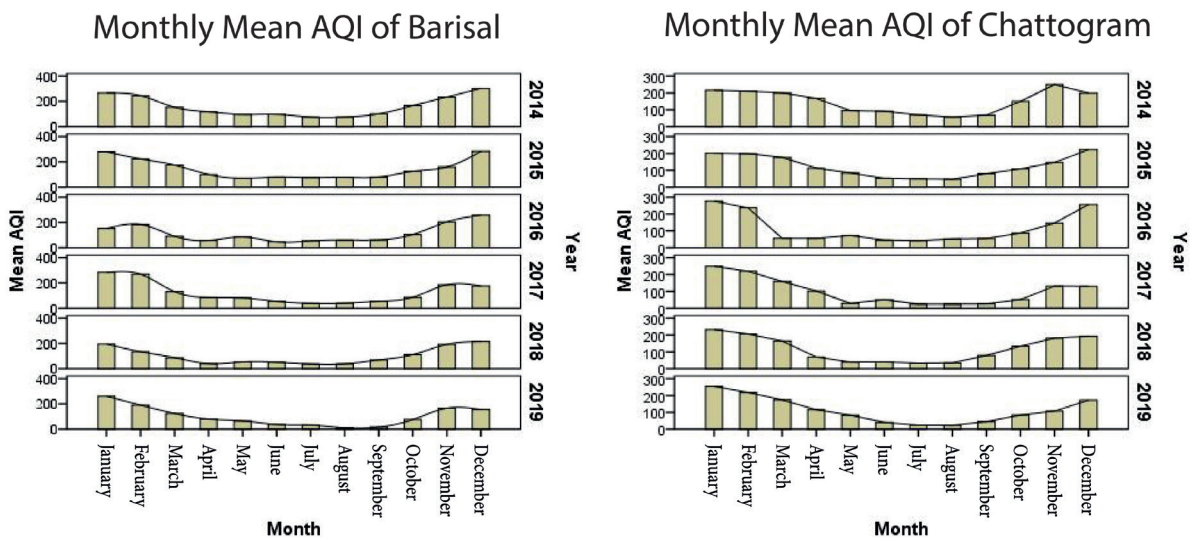 Monthly Mean AQI of Barisal
400
200
0
2014
400
200
0
2015
400
200
0
2016
400
200
0
2017
400
200
0
2018
400
200
0
2019
Mean AQI
Year
January
February
March
April
May
June
July
August
September
October
November
December
Month
Monthly Mean AQI of Chattogram
300
200
100
0
2014
300
200
100
0
2015
300
200
100
0
2016
300
200
100
0
2017
300
200
100
0
2018
300
200
100
0
2019
Mean AQI
Year
January
February
March
April
May
June
July
August
September
October
November
December
Month